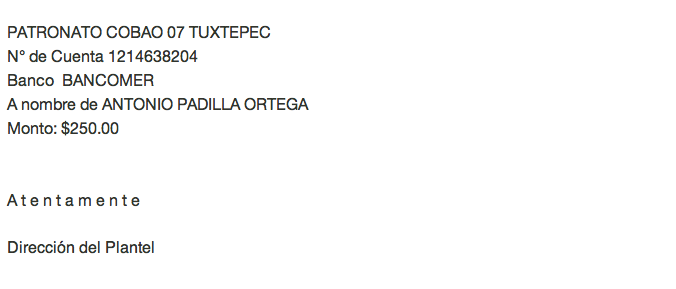 PATRONATO COBAO 07 TUXTEPEC
N° de Cuenta 1214638204
Banco  BANCOMER
A nombre de ANTONIO PADILLA ORTEGA
Monto: $250.00
A t e n t a m e n t e
Dirección del Plantel